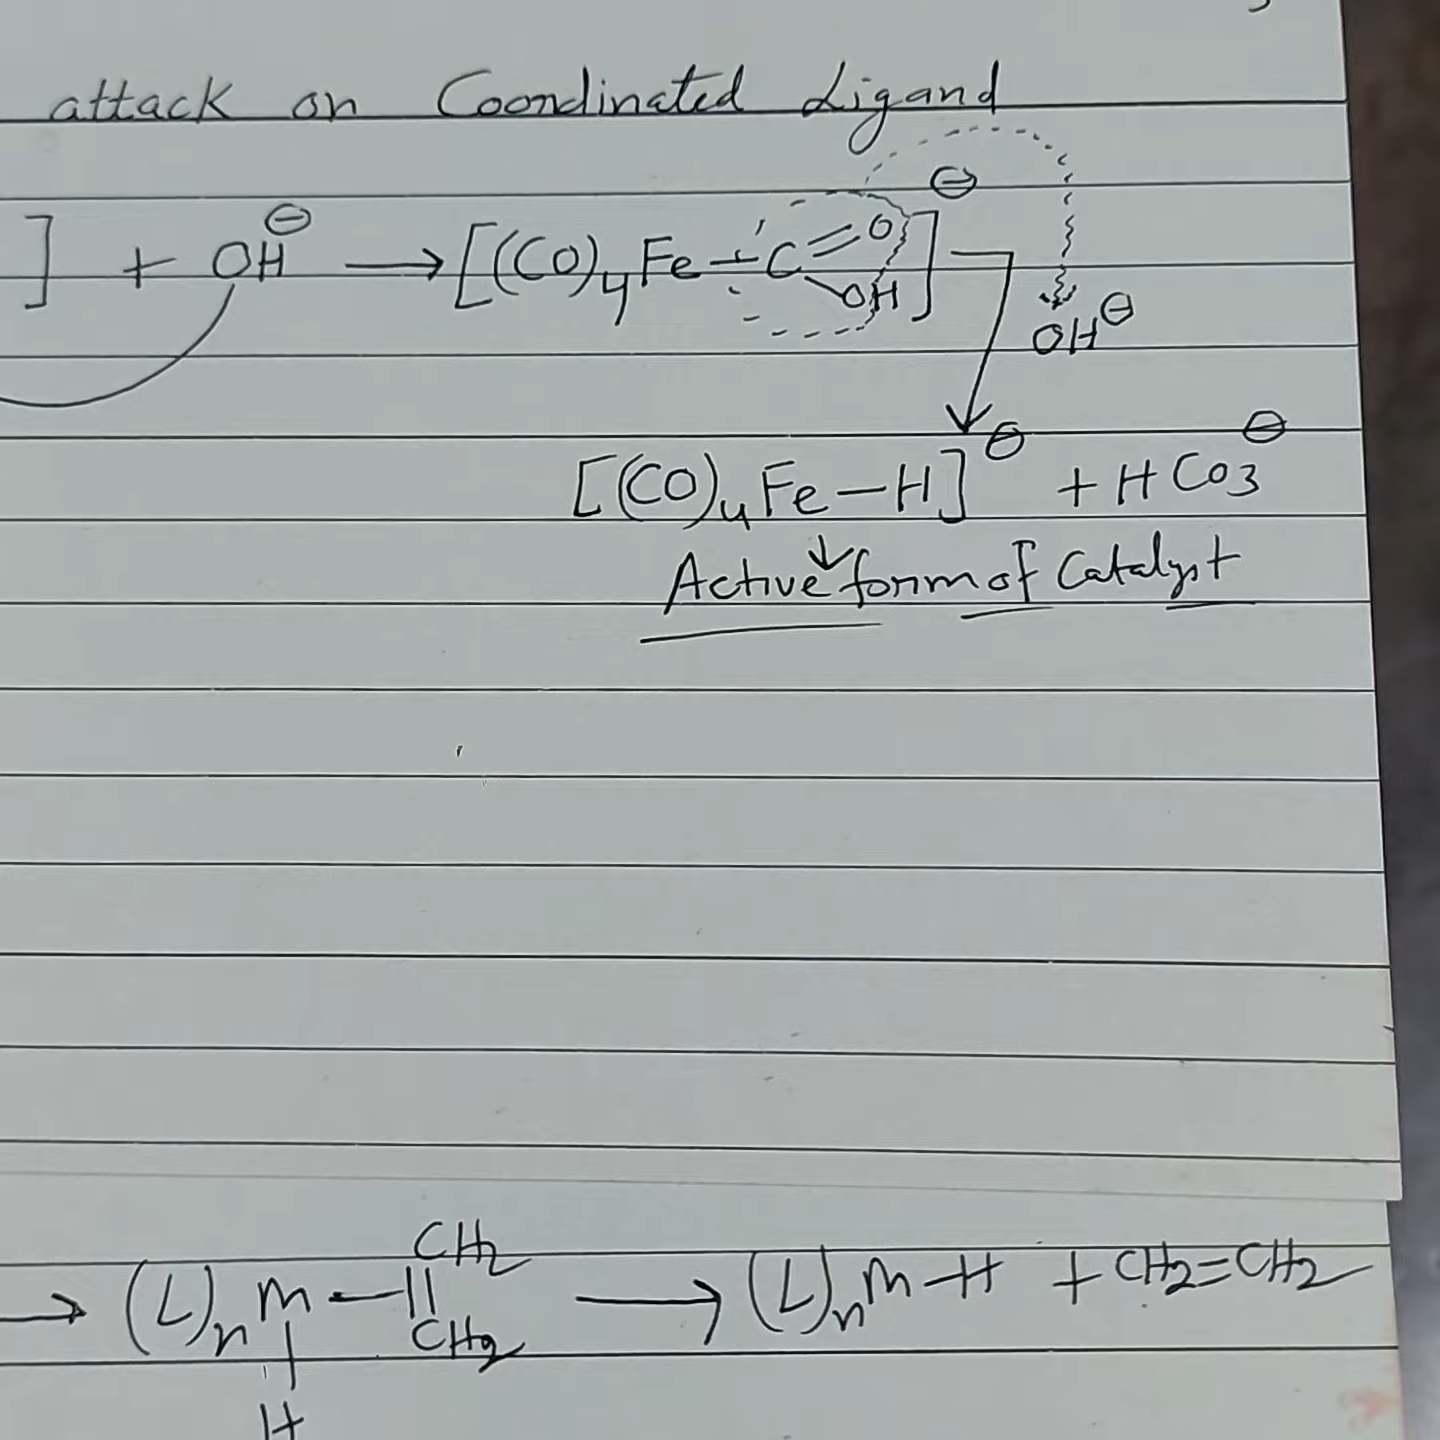 attack on Coordinated Ligand
] + OH⊖ → [(CO)₄Fe-C(=O)OH]⊖
OH⊖
[(CO)₄Fe-H]⊖ + HCo₃⊖
↓
Active form of Catalyst
CH₂
→ (L)ₙM-|| → (L)ₙM-H + CH₂=CH₂
CH₂
H